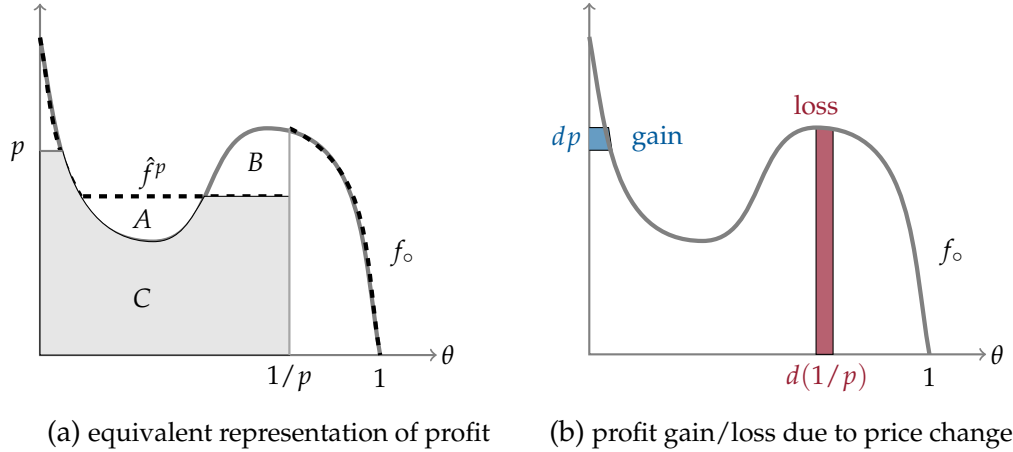 p
f̂ᵖ
B
A
C
f∘
1/p
1
θ
(a) equivalent representation of profit
loss
dp
gain
f∘
d(1/p)
1
θ
(b) profit gain/loss due to price change